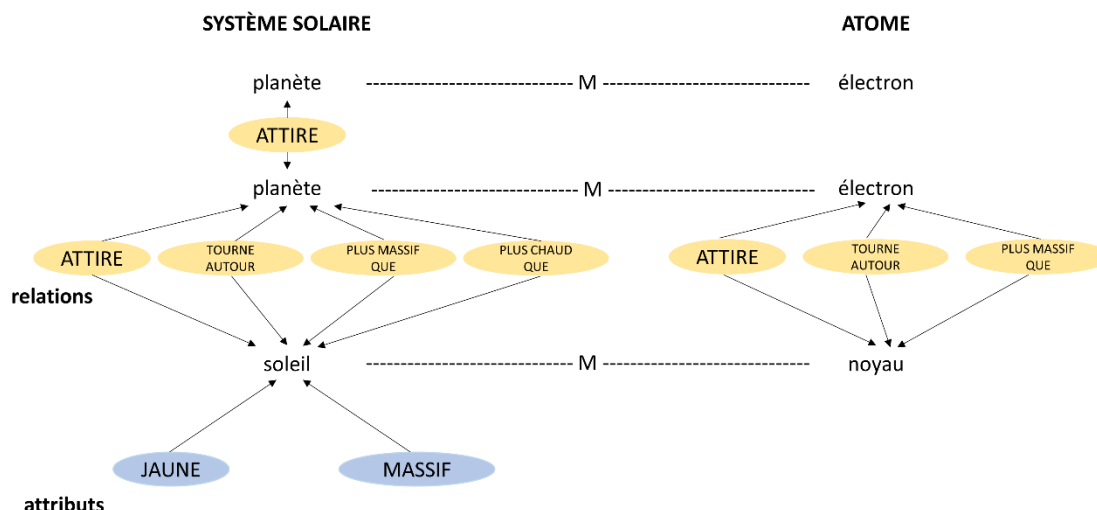 SYSTÈME SOLAIRE ATOME
planète ---------------------------- M ---------------------------- électron
ATTIRE
planète ---------------------------- M ---------------------------- électron
ATTIRE TOURNE AUTOUR PLUS MASSIF QUE PLUS CHAUD QUE ATTIRE TOURNE AUTOUR PLUS MASSIF QUE
relations
soleil ---------------------------- M ---------------------------- noyau
JAUNE MASSIF
attributs